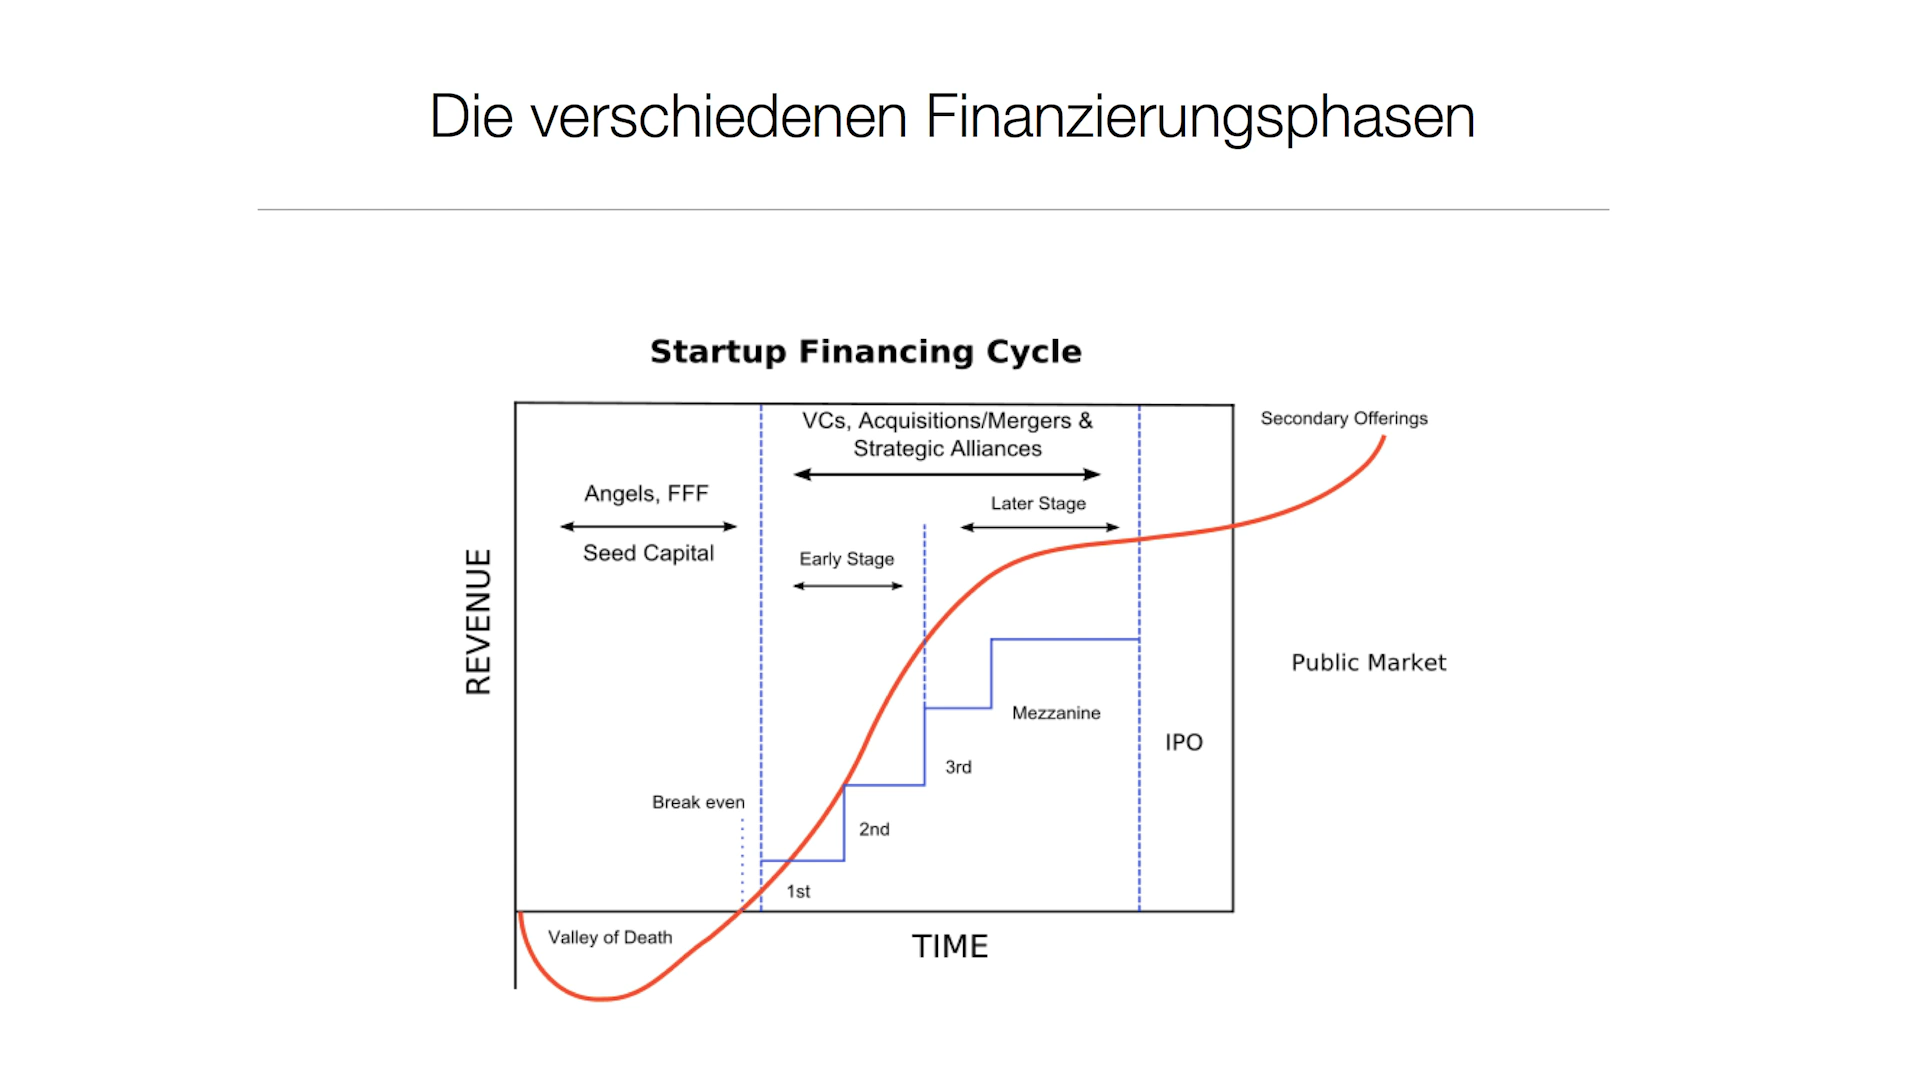 Die verschiedenen Finanzierungsphasen
Startup Financing Cycle
VCs, Acquisitions/Mergers &
Strategic Alliances
Secondary Offerings
Angels, FFF
Later Stage
Seed Capital
Early Stage
REVENUE
Public Market
Mezzanine
IPO
3rd
Break even
2nd
1st
Valley of Death
TIME